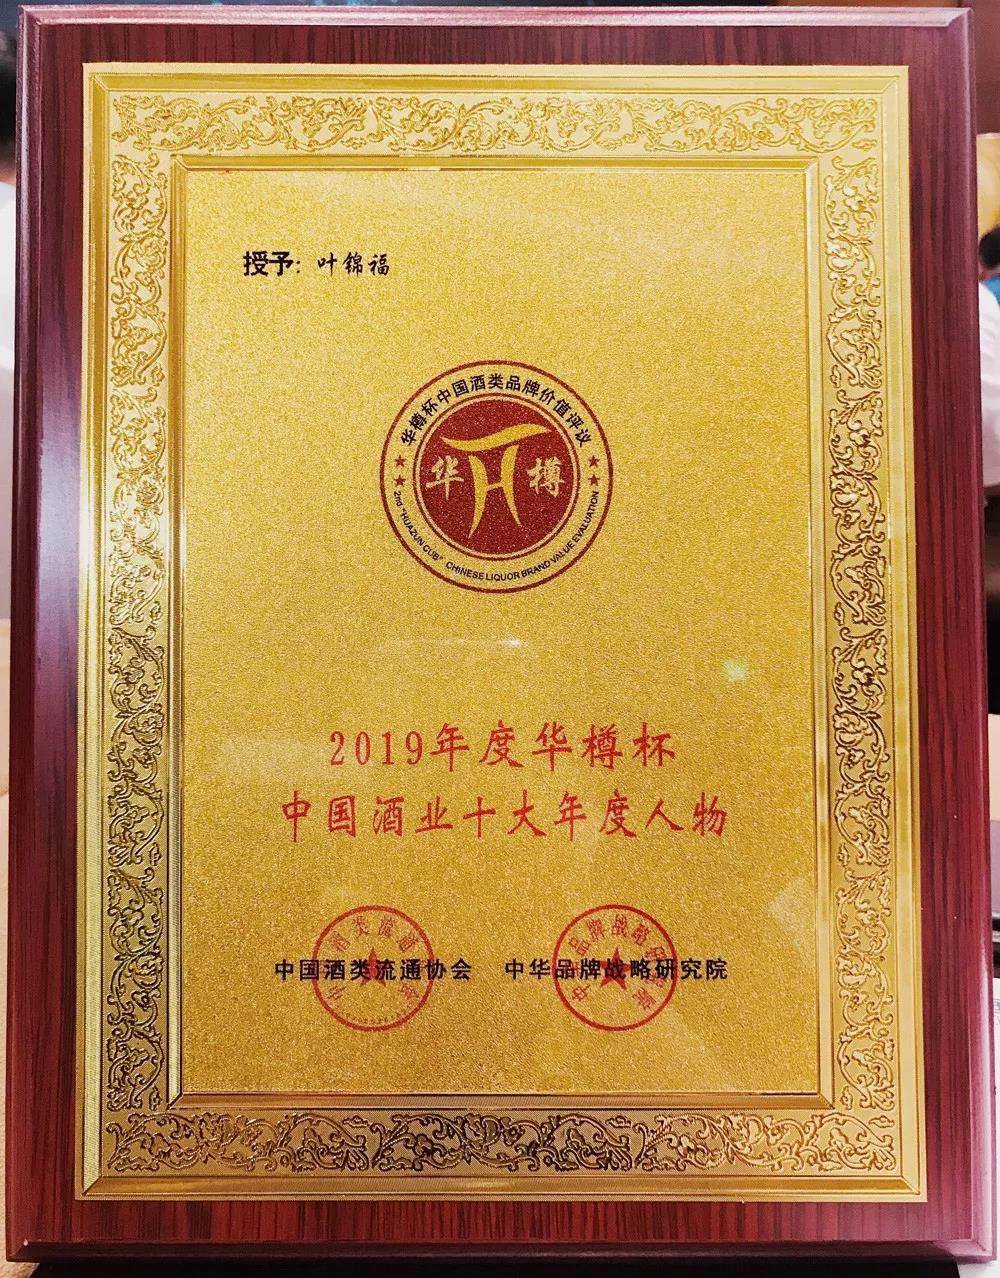 授予：叶锦福
华樽杯中国酒类品牌价值评议
华 樽
2nd "HUAZUN CUB" CHINESE LIQUOR BRAND VALUE EVALUATION
2019年度华樽杯
中国酒业十大年度人物
中国酒类流通协会 中华品牌战略研究院